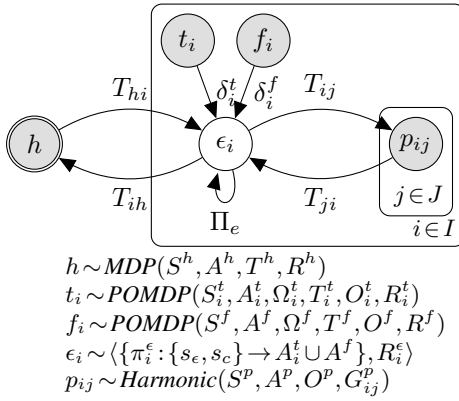 t_i f_i
δ_i^t δ_i^f
T_{hi} T_{ij}
h ϵ_i p_{ij}
T_{ih} T_{ji} j∈J
Π_e i∈I
h∼MDP(S^h, A^h, T^h, R^h)
t_i∼POMDP(S_i^t, A_i^t, Ω_i^t, T_i^t, O_i^t, R_i^t)
f_i∼POMDP(S^f, A^f, Ω^f, T^f, O^f, R^f)
ϵ_i∼⟨{π_i^ϵ:{s_ϵ, s_c}→A_i^t∪A^f}, R_i^ϵ⟩
p_{ij}∼Harmonic(S^p, A^p, O^p, G_{ij}^p)